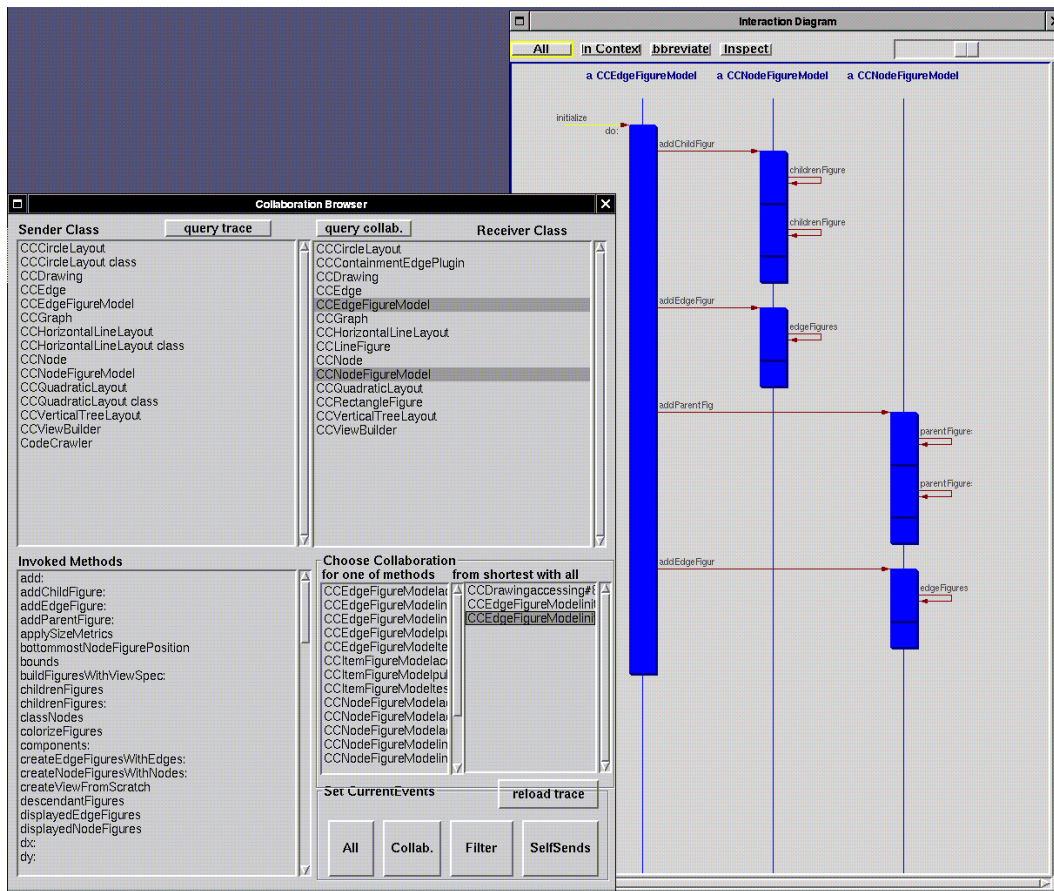 Interaction Diagram
All
In Context
bbreviate
Inspect
a CCEdgeFigureModel a CCNodeFigureModel a CCNodeFigureModel
initialize
do:
addChildFigur
childrenFigure
childrenFigure
addEdgeFigur
edgeFigures
addParentFig
parentFigure:
parentFigure:
addEdgeFigur
edgeFigures
Collaboration Browser
Sender Class
query trace
query collab.
Receiver Class
CCCircleLayout
CCCircleLayout class
CCDrawing
CCEdge
CCEdgeFigureModel
CCGraph
CCHorizontalLineLayout
CCHorizontalLineLayout class
CCNode
CCNodeFigureModel
CCQuadraticLayout
CCQuadraticLayout class
CCVerticalTreeLayout
CCViewBuilder
CodeCrawler
CCCircleLayout
CCContainmentEdgePlugin
CCDrawing
CCEdge
CCEdgeFigureModel
CCGraph
CCHorizontalLineLayout
CCLineFigure
CCNode
CCNodeFigureModel
CCQuadraticLayout
CCRectangleFigure
CCVerticalTreeLayout
CCViewBuilder
Invoked Methods
add:
addChildFigure:
addEdgeFigure:
addParentFigure:
applySizeMetrics
bottommostNodeFigurePosition
bounds
buildFiguresWithViewSpec:
childrenFigures
childrenFigures:
classNodes
colorizeFigures
components:
createEdgeFiguresWithEdges:
createNodeFiguresWithNodes:
createViewFromScratch
descendantFigures
displayedEdgeFigures
displayedNodeFigures
dx:
dy:
Choose Collaboration
for one of methods
from shortest with all
CCEdgeFigureModelac
CCEdgeFigureModelin
CCEdgeFigureModelin
CCEdgeFigureModelpu
CCEdgeFigureModelte
CCItemFigureModelacc
CCItemFigureModelpul
CCItemFigureModeltes
CCNodeFigureModelac
CCNodeFigureModelac
CCNodeFigureModelac
CCNodeFigureModelin
CCNodeFigureModelin
CCDrawingaccessing#8
CCEdgeFigureModelinit
CCEdgeFigureModelinit
Set CurrentEvents
reload trace
All
Collab.
Filter
SelfSends